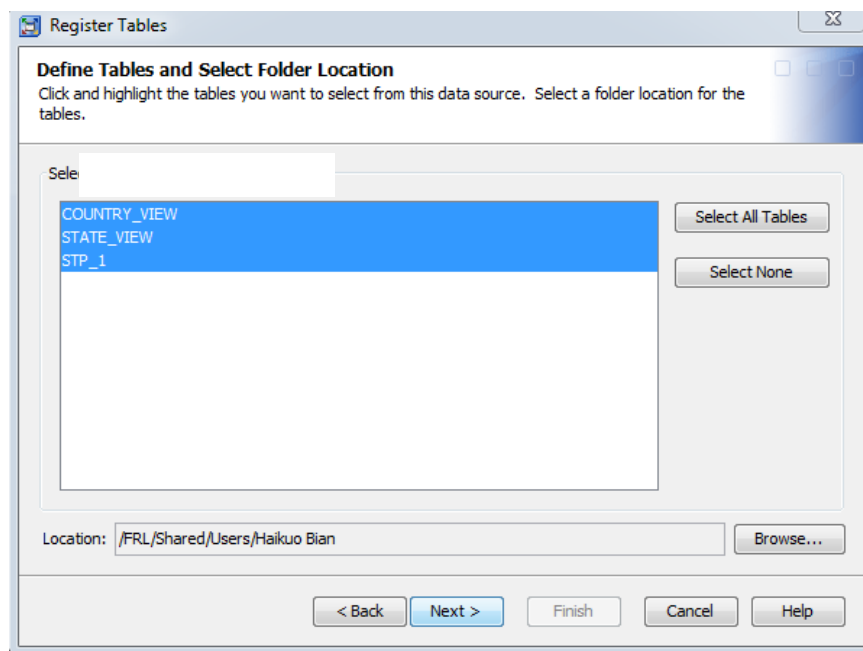 Register Tables
Define Tables and Select Folder Location
Click and highlight the tables you want to select from this data source. Select a folder location for the
tables.
COUNTRY_VIEW
STATE_VIEW
STP_1
Select All Tables
Select None
Location: /FRL/Shared/Users/Haikuo Bian
Browse...
< Back
Next >
Finish
Cancel
Help